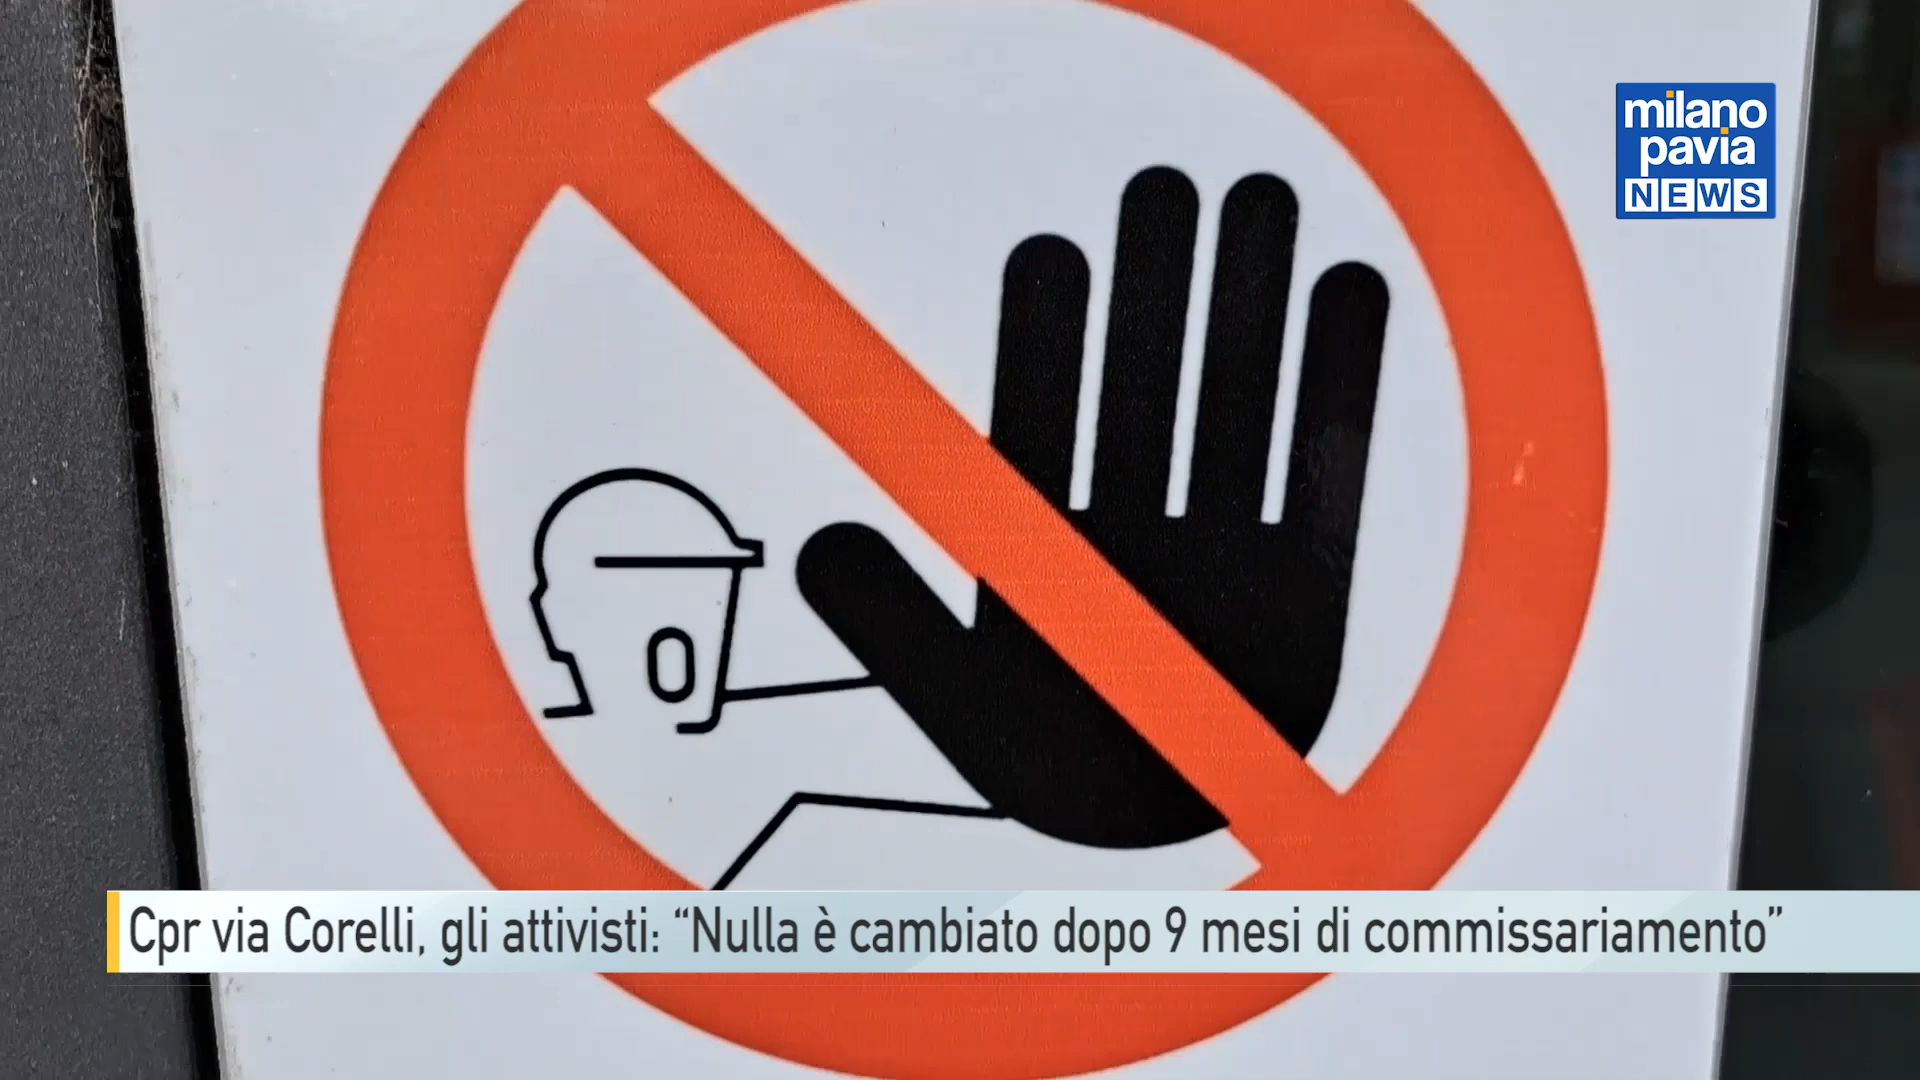 milano
pavia
NEWS
Cpr via Corelli, gli attivisti: “Nulla è cambiato dopo 9 mesi di commissariamento”